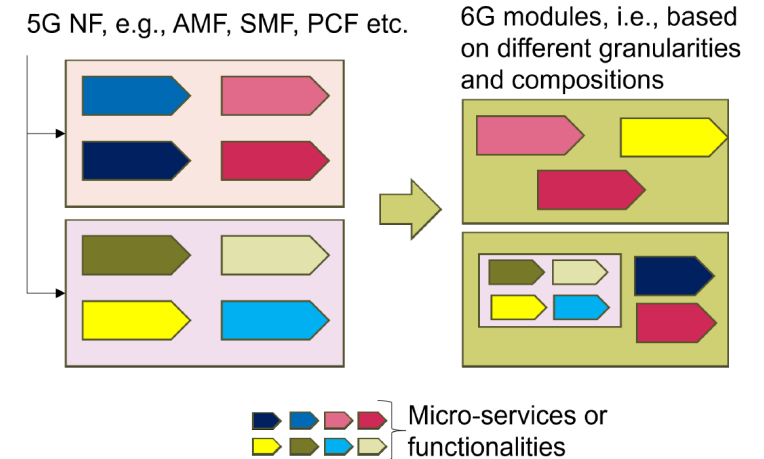 5G NF, e.g., AMF, SMF, PCF etc.
6G modules, i.e., based
on different granularities
and compositions
Micro-services or
functionalities